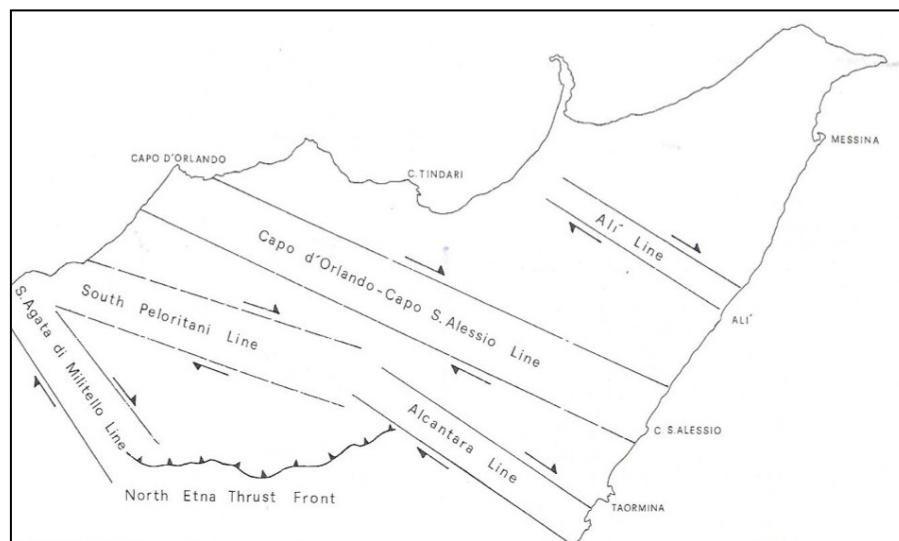 MESSINA
CAPO D'ORLANDO
C. TINDARI
Alí Line
Capo d'Orlando-Capo S. Alessio Line
S. Agata di Militello Line
South Peloritani Line
ALI'
Alcantara Line
C. S. ALESSIO
North Etna Thrust Front
TAORMINA